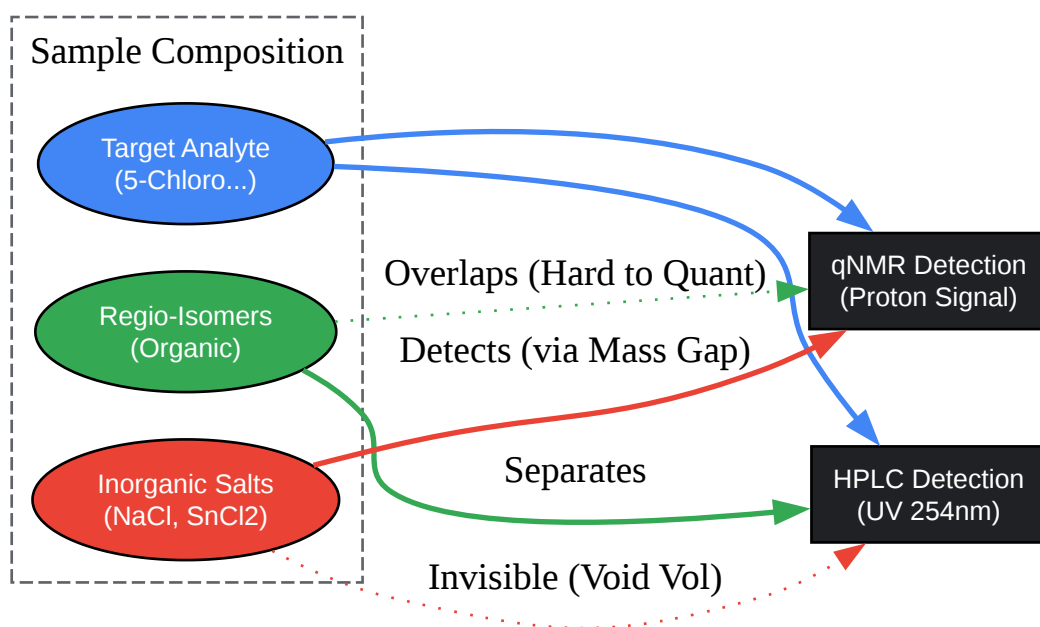 Sample Composition
Target Analyte
(5-Chloro...)
Regio-Isomers
(Organic)
Inorganic Salts
(NaCl, SnCl2)
Overlaps (Hard to Quant)
Detects (via Mass Gap)
Separates
Invisible (Void Vol)
qNMR Detection
(Proton Signal)
HPLC Detection
(UV 254nm)